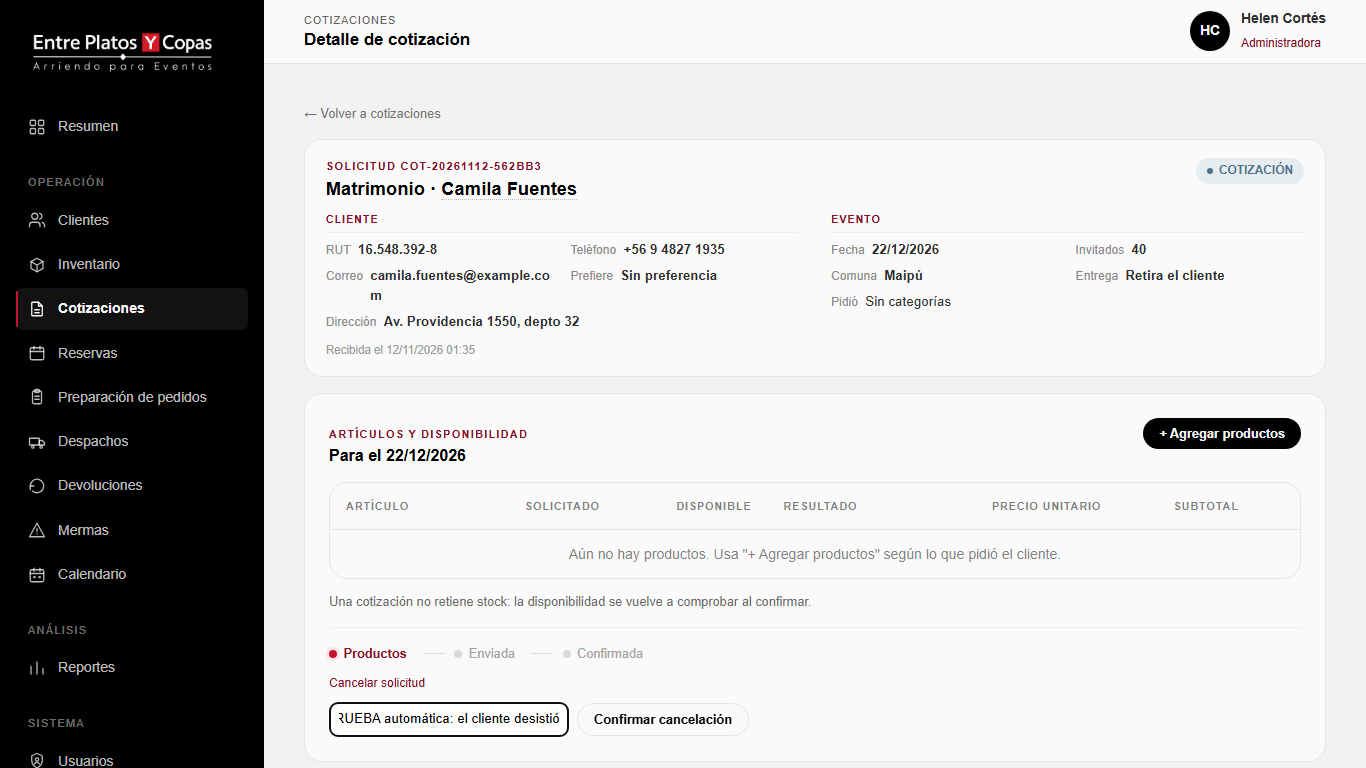 Entre Platos Y Copas
Arriendo para Eventos
Resumen
OPERACIÓN
Clientes
Inventario
Cotizaciones
Reservas
Preparación de pedidos
Despachos
Devoluciones
Mermas
Calendario
ANÁLISIS
Reportes
SISTEMA
Usuarios
COTIZACIONES
Detalle de cotización
HC
Helen Cortés
Administradora
← Volver a cotizaciones
SOLICITUD COT-20261112-562BB3
Matrimonio · Camila Fuentes
COTIZACIÓN
CLIENTE
RUT 16.548.392-8
Teléfono +56 9 4827 1935
Correo camila.fuentes@example.co
m
Prefiere Sin preferencia
Dirección Av. Providencia 1550, depto 32
Recibida el 12/11/2026 01:35
EVENTO
Fecha 22/12/2026
Invitados 40
Comuna Maipú
Entrega Retira el cliente
Pidió Sin categorías
ARTÍCULOS Y DISPONIBILIDAD
Para el 22/12/2026
+ Agregar productos
ARTÍCULO SOLICITADO DISPONIBLE RESULTADO PRECIO UNITARIO SUBTOTAL
Aún no hay productos. Usa "+ Agregar productos" según lo que pidió el cliente.
Una cotización no retiene stock: la disponibilidad se vuelve a comprobar al confirmar.
Productos Enviada Confirmada
Cancelar solicitud
RUEBA automática: el cliente desistió
Confirmar cancelación